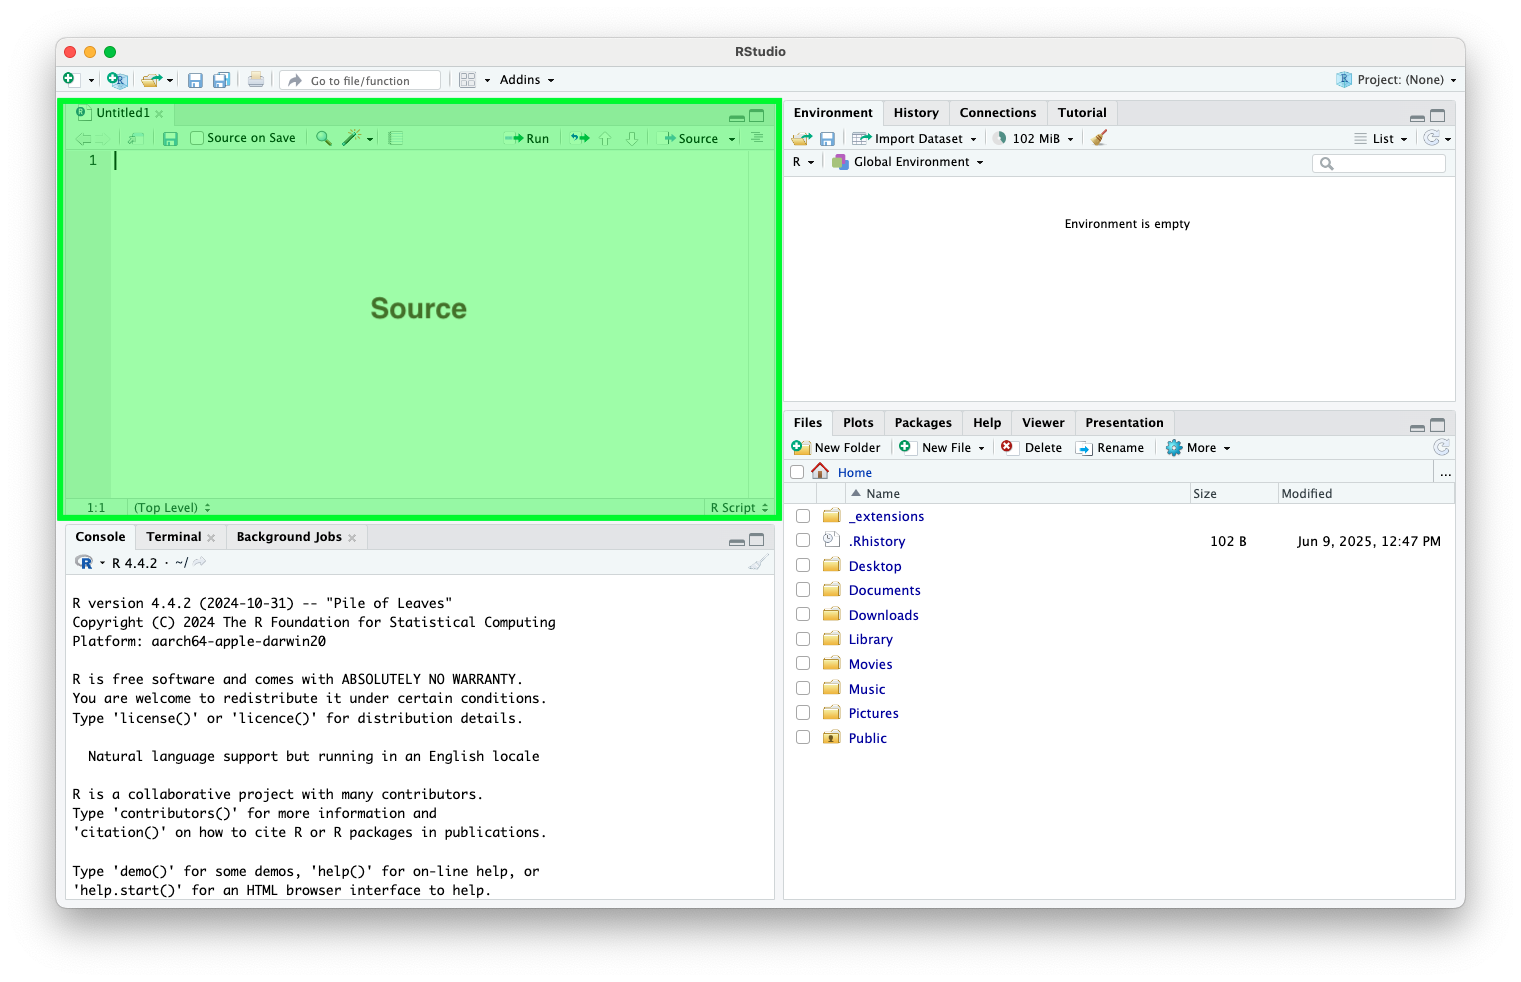 RStudio
Go to file/function
Addins
Project: (None)
Untitled1
Source on Save
Run
Source
1
Source
1:1
(Top Level)
R Script
Console
Terminal
Background Jobs
R 4.4.2 · ~/
R version 4.4.2 (2024-10-31) -- "Pile of Leaves"
Copyright (C) 2024 The R Foundation for Statistical Computing
Platform: aarch64-apple-darwin20
R is free software and comes with ABSOLUTELY NO WARRANTY.
You are welcome to redistribute it under certain conditions.
Type 'license()' or 'licence()' for distribution details.
Natural language support but running in an English locale
R is a collaborative project with many contributors.
Type 'contributors()' for more information and
'citation()' on how to cite R or R packages in publications.
Type 'demo()' for some demos, 'help()' for on-line help, or
'help.start()' for an HTML browser interface to help.
Environment
History
Connections
Tutorial
Import Dataset
102 MiB
List
R
Global Environment
Environment is empty
Files
Plots
Packages
Help
Viewer
Presentation
New Folder
New File
Delete
Rename
More
Home
...
Name
Size
Modified
_extensions
.Rhistory 102 B Jun 9, 2025, 12:47 PM
Desktop
Documents
Downloads
Library
Movies
Music
Pictures
Public